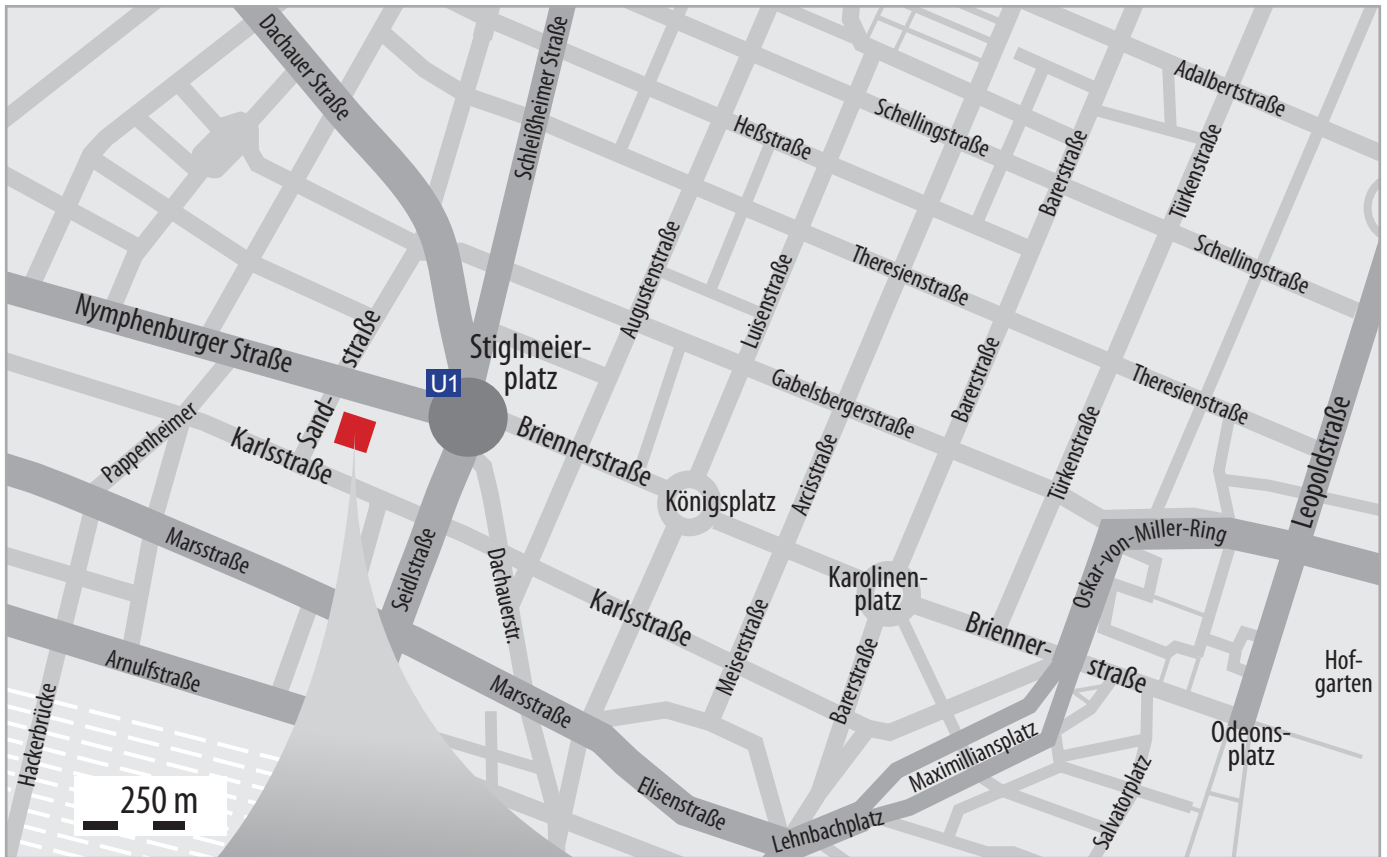 Dachauer Straße
Schleißheimer Straße
Adalbertstraße
Schellingstraße
Heßstraße
Barerstraße
Türkenstraße
Schellingstraße
Augustenstraße
Luisenstraße
Theresienstraße
Nymphenburger Straße
Sand-
straße
Stiglmeier-
platz
U1
Gabelsbergerstraße
Barerstraße
Theresienstraße
Leopoldstraße
Pappenheimer
Karlsstraße
Briennerstraße
Königsplatz
Arcisstraße
Türkenstraße
Marsstraße
Seidlstraße
Dachauerstr.
Karlsstraße
Karolinen-
platz
Oskar-von-Miller-Ring
Brienner-
straße
Hof-
garten
Arnulfstraße
Hackerbrücke
Marsstraße
Meiserstraße
Barerstraße
Maximilliansplatz
Odeons-
platz
Elisenstraße
Lehnbachplatz
Salvatorplatz
250 m